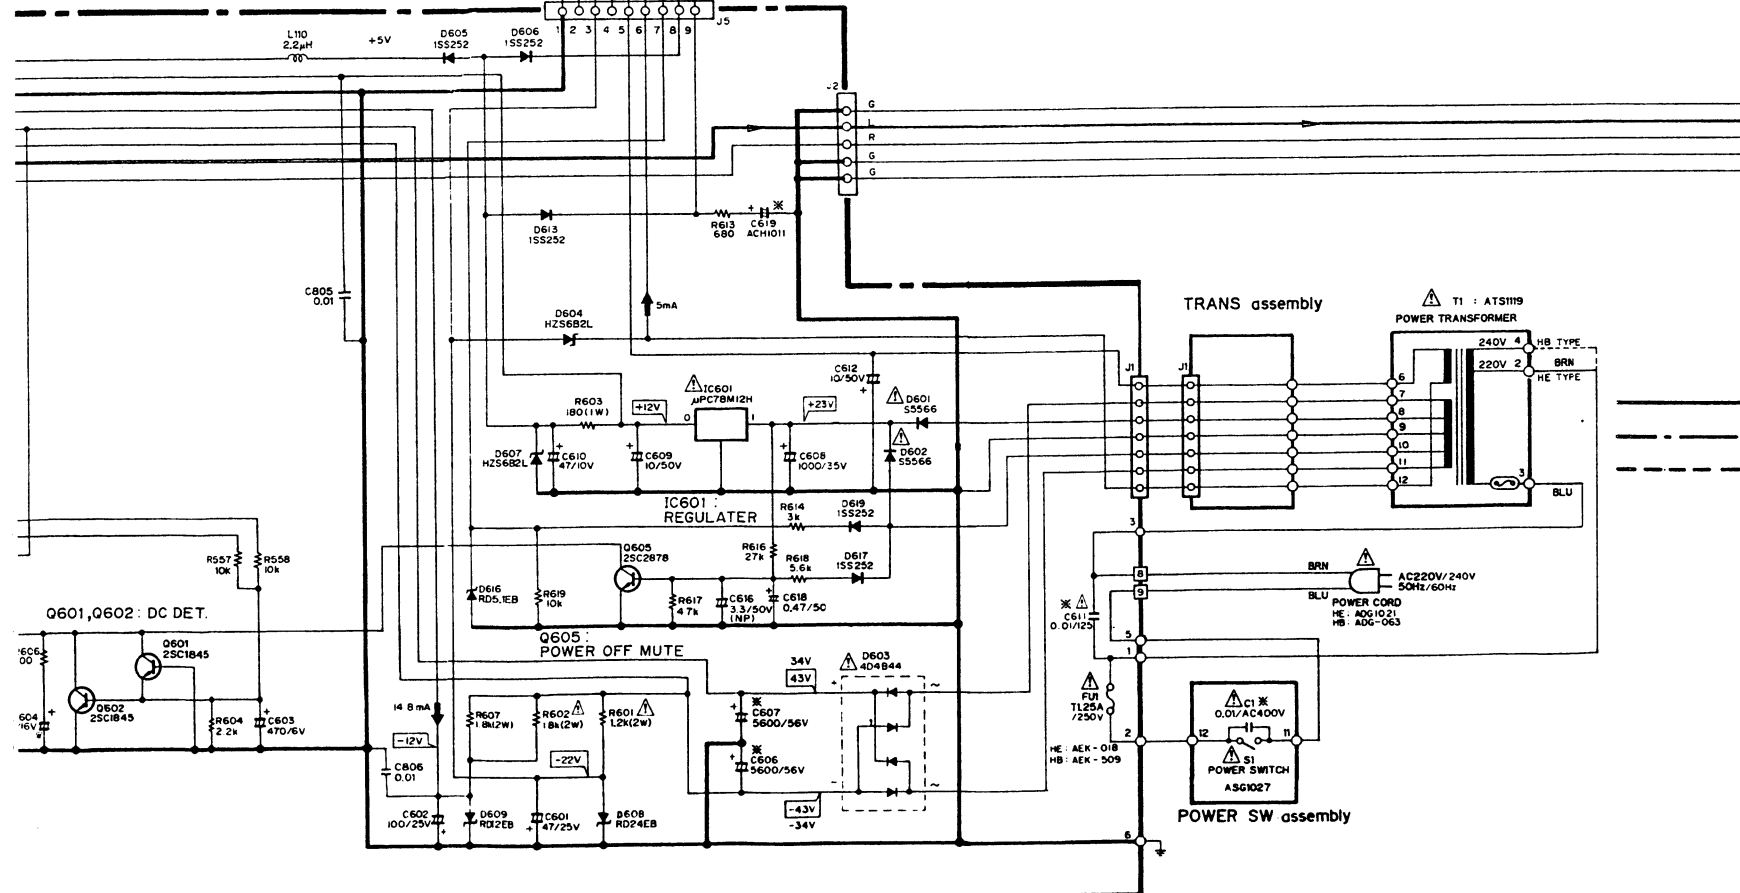 J5
1 2 3 4 5 6 7 8 9
L110
2.2μH
+5V
D605
1SS252
D606
1SS252
J2
G
L
R
G
G
D613
1SS252
R613
680
+
※
C619
ACH1011
C805
0.01
5mA
D604
HZS6B2L
TRANS assembly
T1 : ATS1119
POWER TRANSFORMER
240V 4
HB TYPE
220V 2
BRN
HE TYPE
J1
J1
6
7
8
9
10
11
12
3
BLU
C612
10/50V
+
IC601
μPC78M12H
R603
180(1W)
+12V
O
I
+23V
D601
S5566
D602
S5566
D607
HZS6B2L
+
C610
47/10V
+
C609
10/50V
+
C608
1000/35V
IC601 :
REGULATER
R614
3k
D619
1SS252
Q605
2SC2878
R616
27k
R618
5.6k
D617
1SS252
R557
10k
R558
10k
D616
RD5.1EB
R619
10k
R617
47k
C616
3.3/50V
(NP)
+
C618
0.47/50
3
8
9
BRN
BLU
AC220V/240V
50Hz/60Hz
POWER CORD
HE: ADG1021
HB: ADG-063
※
C611
0.01/125
5
1
Q601,Q602: DC DET.
Q601
2SC1845
Q605 :
POWER OFF MUTE
Q602
2SC1845
R604
2.2k
+
C603
470/6V
14.8mA
-12V
R607
1.8k(2W)
R602
1.8k(2W)
R601
1.2k(2W)
-22V
C806
0.01
C602
100/25V
+
D609
RD12EB
C601
47/25V
+
D608
RD24EB
34V
43V
※
+
C607
5600/56V
※
+
C606
5600/56V
-43V
-34V
D603
4D4B44
+
~
-
~
FU1
TL25A
/250V
2
HE: AEK-018
HB: AEK-509
C1 ※
0.01/AC400V
12
11
S1
POWER SWITCH
ASG1027
POWER SW assembly
6